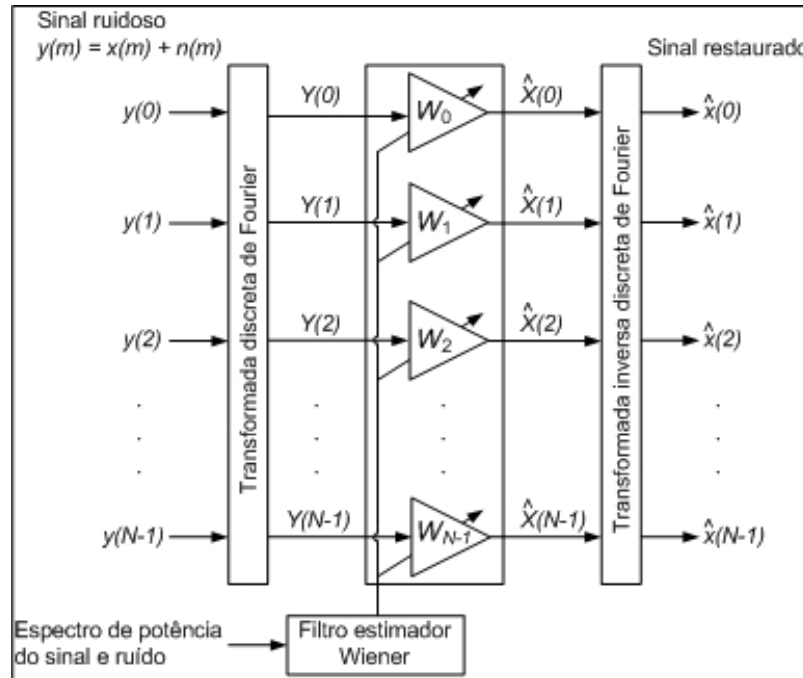 Sinal ruidoso
y(m) = x(m) + n(m)
Sinal restaurado
y(0)
Y(0)
W0
X̂(0)
x̂(0)
y(1)
Y(1)
W1
X̂(1)
x̂(1)
y(2)
Y(2)
W2
X̂(2)
x̂(2)
Transformada discreta de Fourier
Transformada inversa discreta de Fourier
y(N-1)
Y(N-1)
WN-1
X̂(N-1)
x̂(N-1)
Espectro de potência
do sinal e ruído
Filtro estimador
Wiener